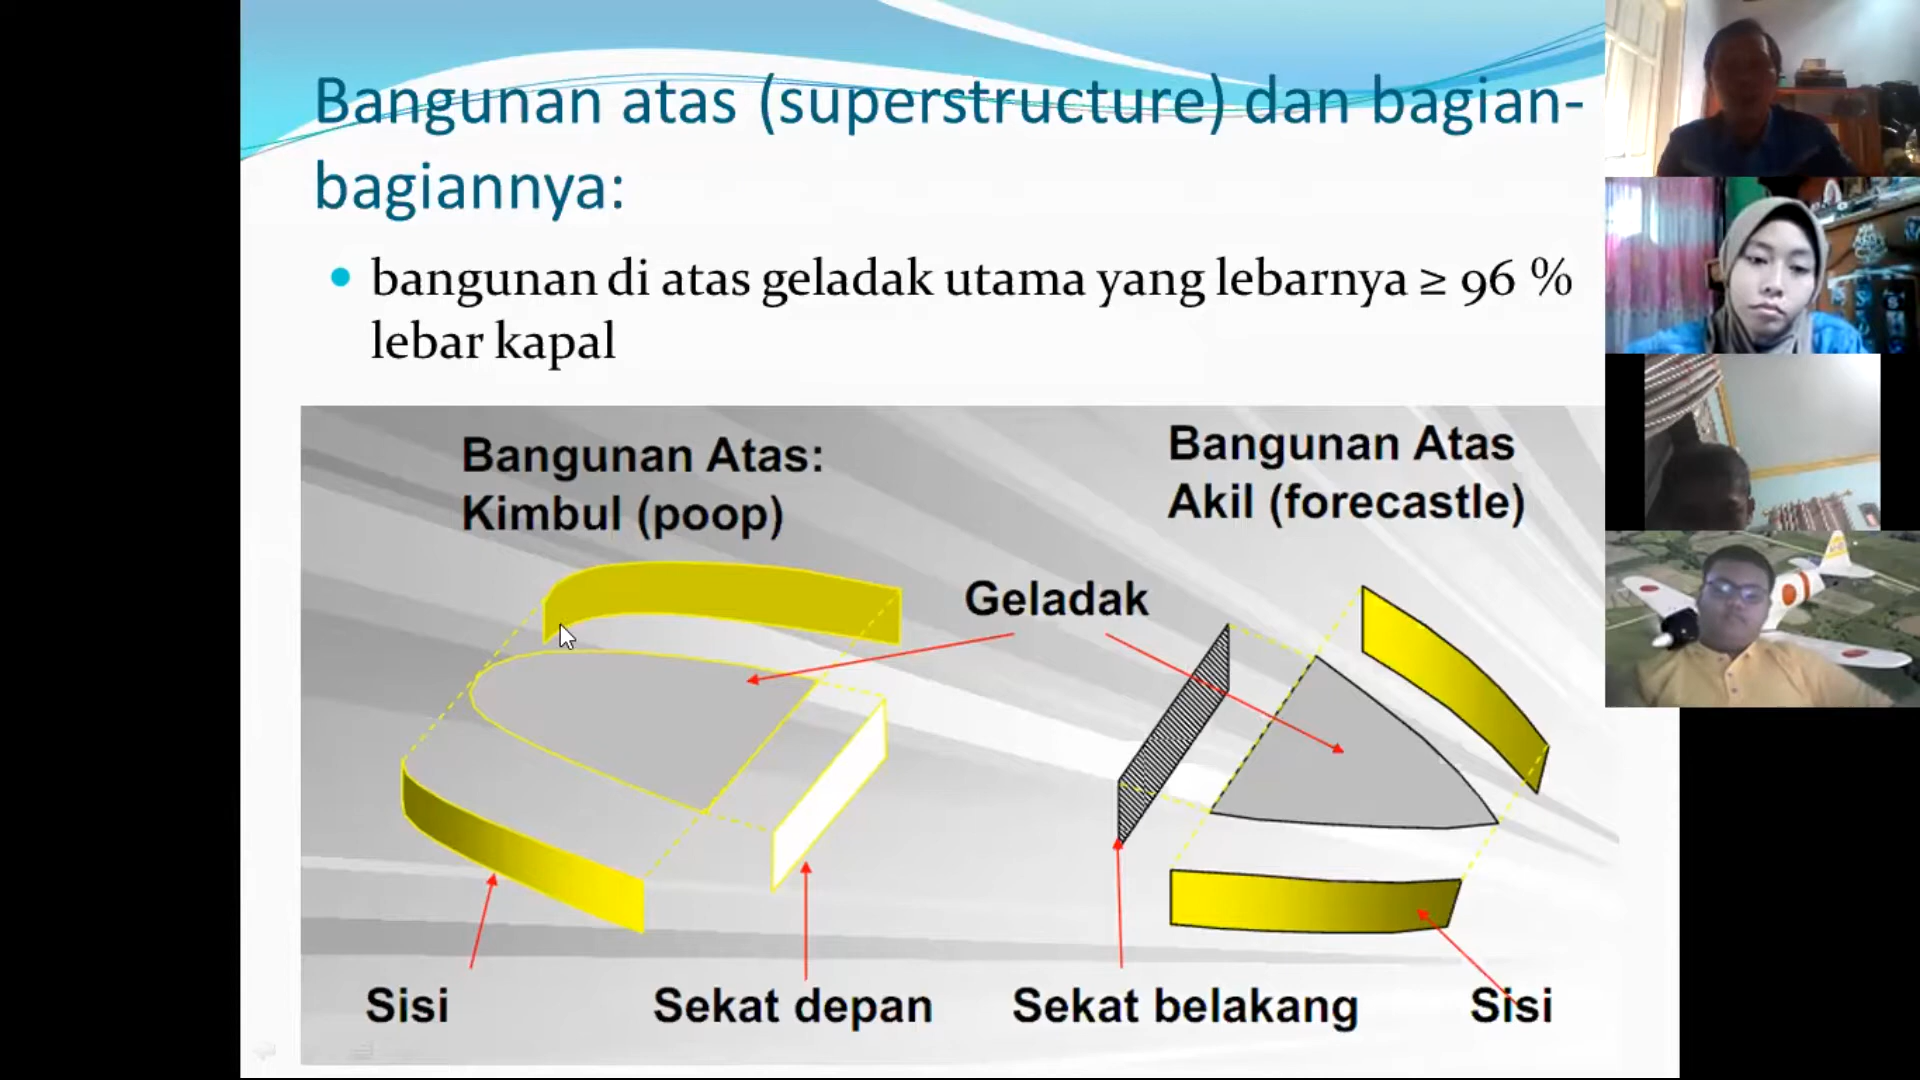 Bangunan atas (superstructure) dan bagian-
bagiannya:
bangunan di atas geladak utama yang lebarnya ≥ 96 %
lebar kapal
Bangunan Atas:
Kimbul (poop)
Bangunan Atas
Akil (forecastle)
Geladak
Sisi
Sekat depan
Sekat belakang
Sisi